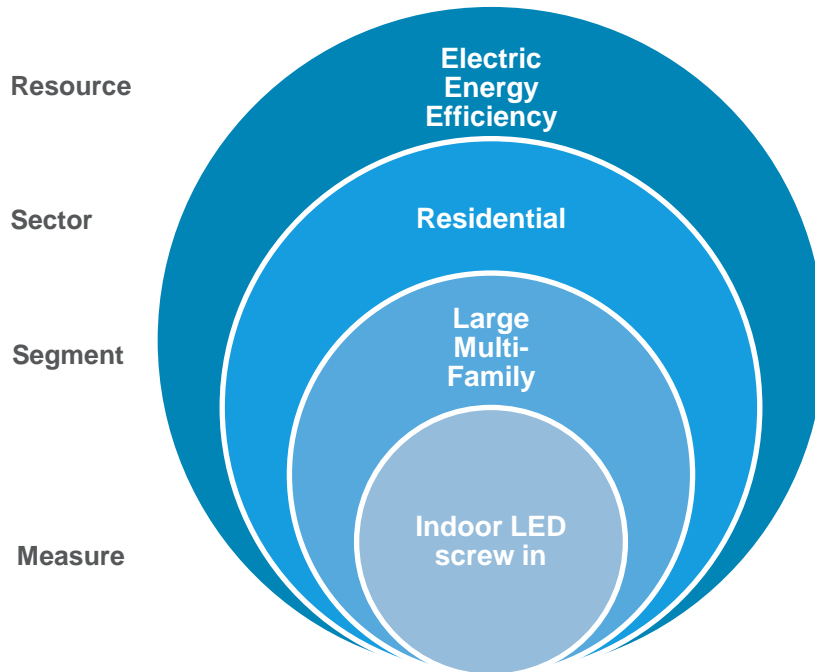 Resource
Electric
Energy
Efficiency
Sector
Residential
Segment
Large
Multi-
Family
Measure
Indoor LED
screw in